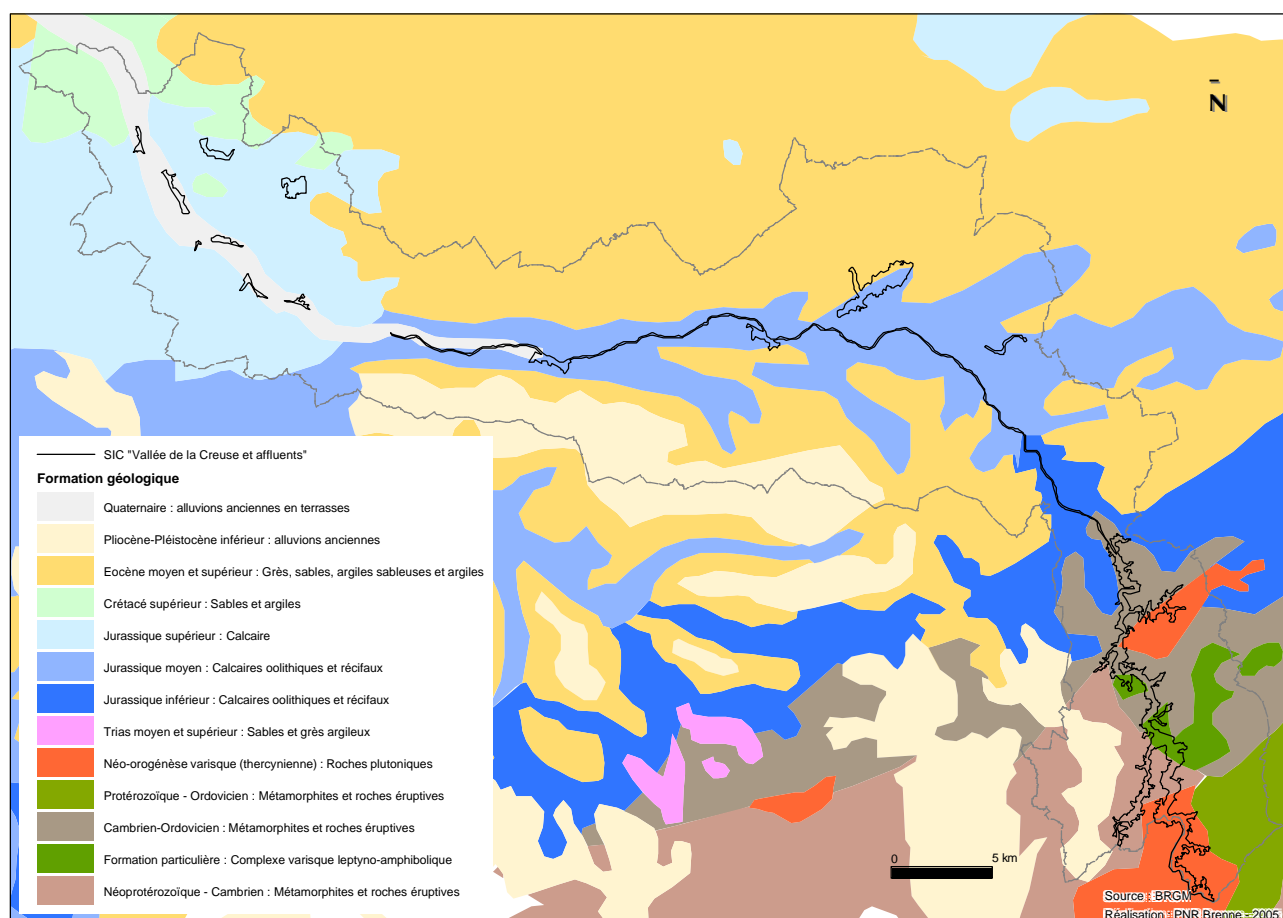 N
SIC "Vallée de la Creuse et affluents"
Formation géologique
Quaternaire : alluvions anciennes en terrasses
Pliocène-Pléistocène inférieur : alluvions anciennes
Eocène moyen et supérieur : Grès, sables, argiles sableuses et argiles
Crétacé supérieur : Sables et argiles
Jurassique supérieur : Calcaire
Jurassique moyen : Calcaires oolithiques et récifaux
Jurassique inférieur : Calcaires oolithiques et récifaux
Trias moyen et supérieur : Sables et grès argileux
Néo-orogénèse varisque (thercynienne) : Roches plutoniques
Protérozoïque - Ordovicien : Métamorphites et roches éruptives
Cambrien-Ordovicien : Métamorphites et roches éruptives
Formation particulière : Complexe varisque leptyno-amphibolique
Néoprotérozoïque - Cambrien : Métamorphites et roches éruptives
0 5 km
Source : BRGM
Réalisation : PNR Brenne - 2005